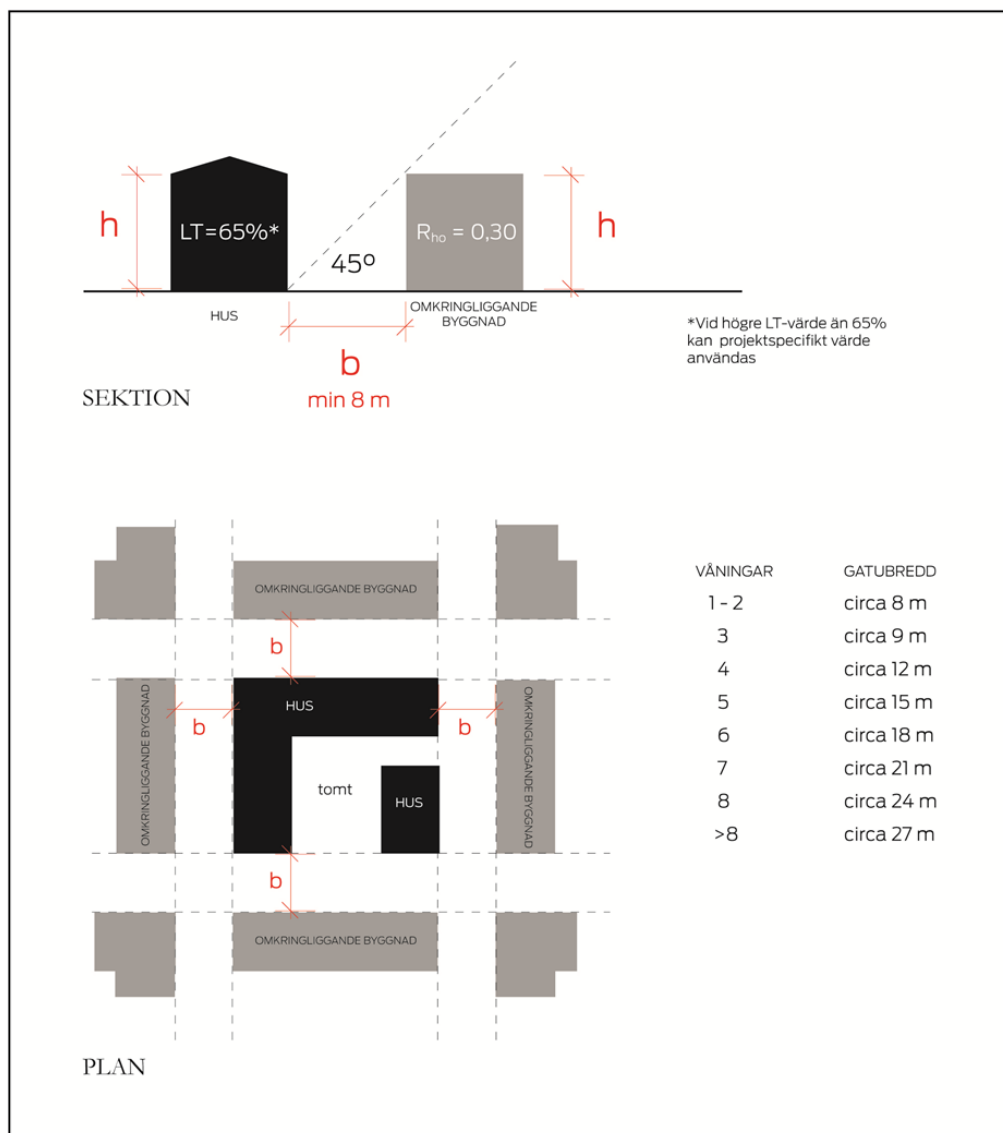 h
LT=65%*
45º
R_ho = 0,30
h
HUS
OMKRINGLIGGANDE
BYGGNAD
b
min 8 m
*Vid högre LT-värde än 65%
kan projektspecifikt värde
användas
SEKTION
OMKRINGLIGGANDE BYGGNAD
b
OMKRINGLIGGANDE BYGGNAD
b
HUS
b
OMKRINGLIGGANDE BYGGNAD
tomt
HUS
b
OMKRINGLIGGANDE BYGGNAD
VÅNINGAR GATUBREDD
1 - 2 circa 8 m
3 circa 9 m
4 circa 12 m
5 circa 15 m
6 circa 18 m
7 circa 21 m
8 circa 24 m
>8 circa 27 m
PLAN